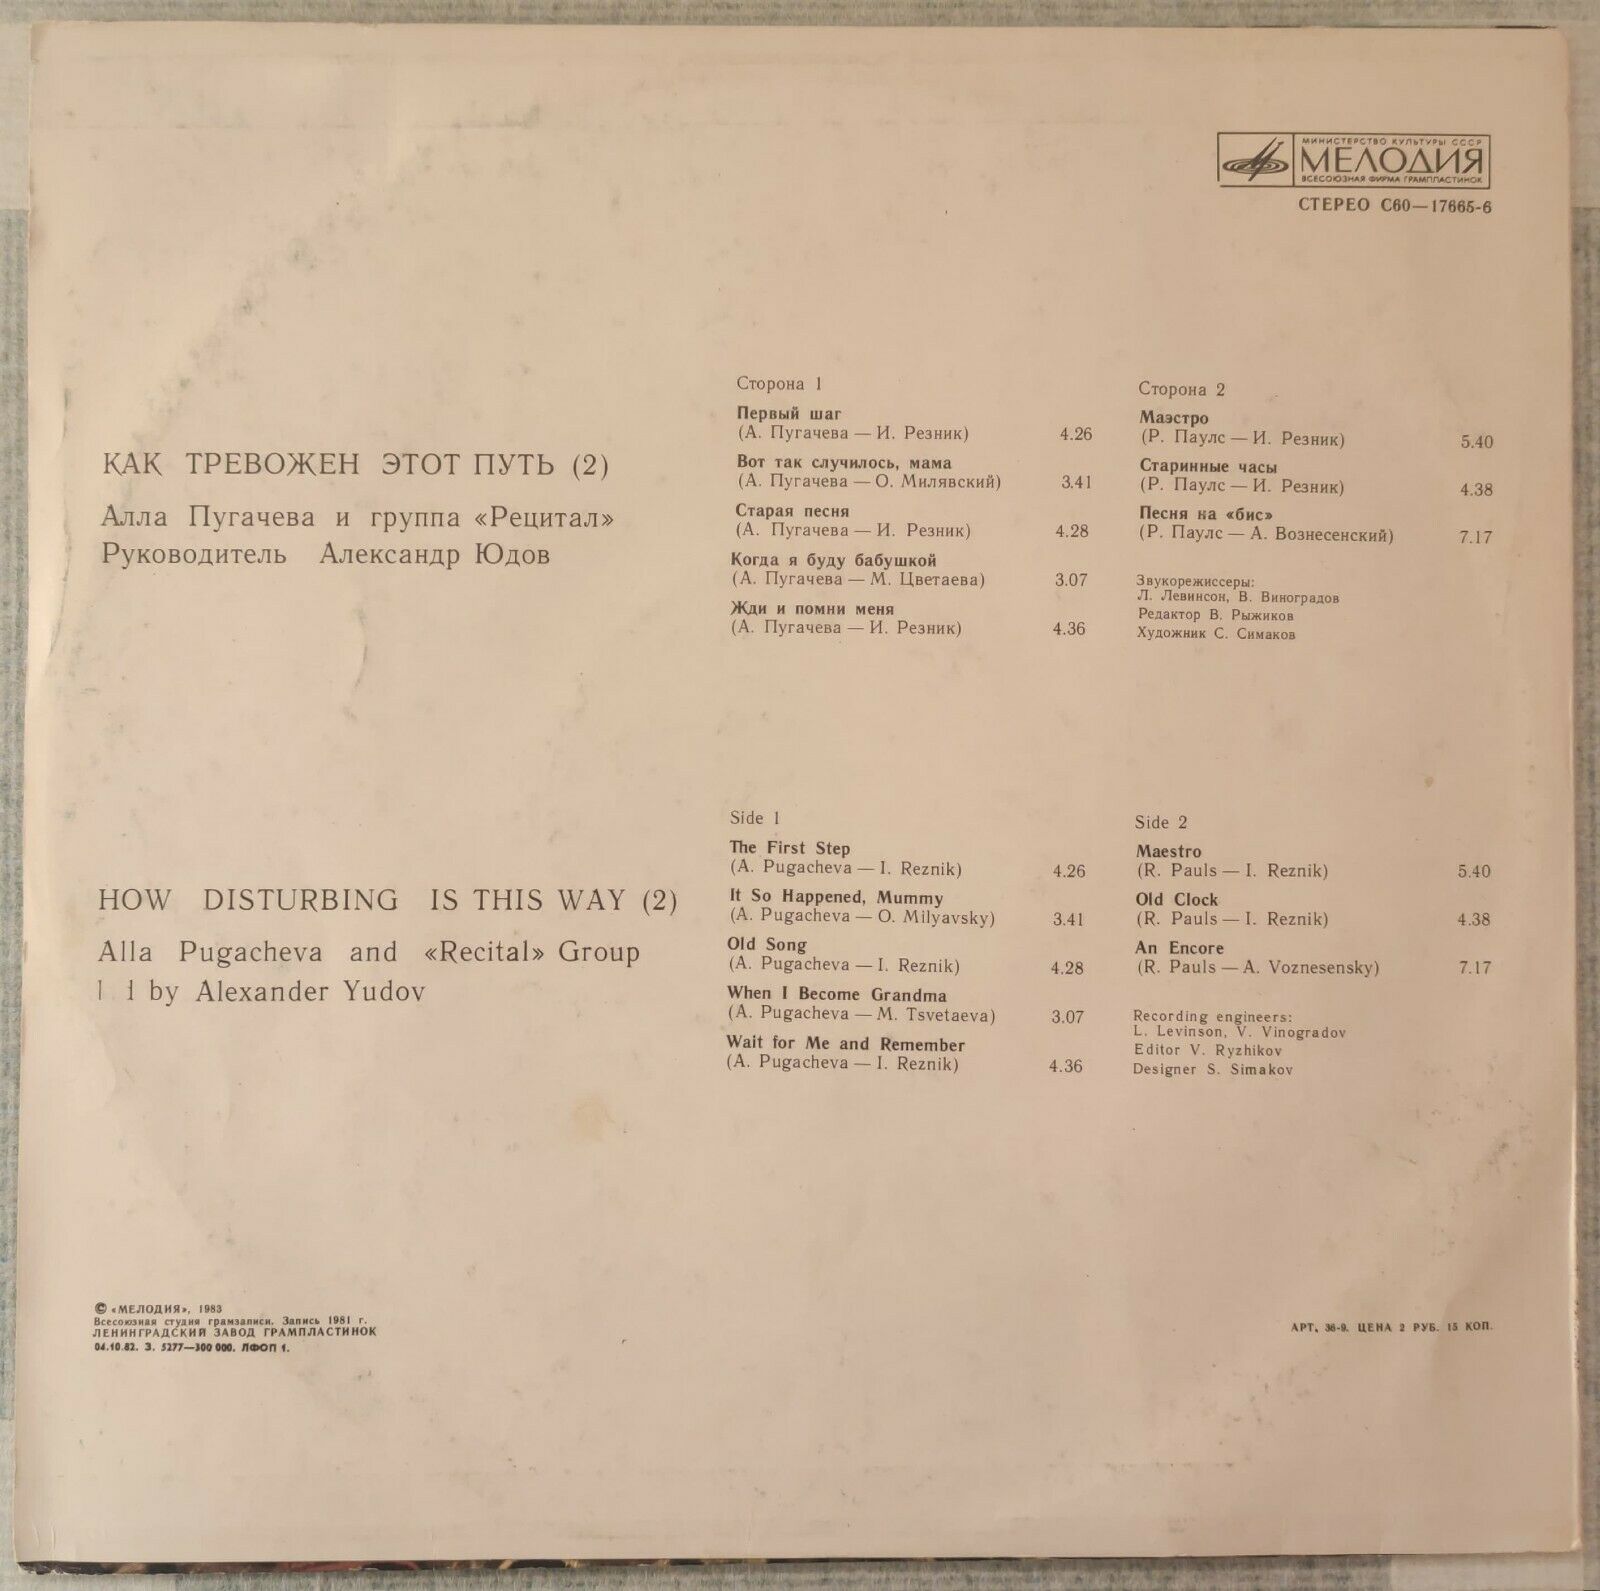 МИНИСТЕРСТВО КУЛЬТУРЫ СССР
МЕЛОДИЯ
ВСЕСОЮЗНАЯ ФИРМА ГРАМПЛАСТИНОК
СТЕРЕО С60—17665-6
КАК ТРЕВОЖЕН ЭТОТ ПУТЬ (2)
Алла Пугачева и группа «Рецитал»
Руководитель Александр Юдов
Сторона 1
Первый шаг
(А. Пугачева — И. Резник) 4.26
Вот так случилось, мама
(А. Пугачева — О. Милявский) 3.41
Старая песня
(А. Пугачева — И. Резник) 4.28
Когда я буду бабушкой
(А. Пугачева — М. Цветаева) 3.07
Жди и помни меня
(А. Пугачева — И. Резник) 4.36
Сторона 2
Маэстро
(Р. Паулс — И. Резник) 5.40
Старинные часы
(Р. Паулс — И. Резник) 4.38
Песня на «бис»
(Р. Паулс — А. Вознесенский) 7.17
Звукорежиссеры:
Л. Левинсон, В. Виноградов
Редактор В. Рыжиков
Художник С. Симаков
HOW DISTURBING IS THIS WAY (2)
Alla Pugacheva and «Recital» Group
by Alexander Yudov
Side 1
The First Step
(A. Pugacheva — I. Reznik) 4.26
It So Happened, Mummy
(A. Pugacheva — O. Milyavsky) 3.41
Old Song
(A. Pugacheva — I. Reznik) 4.28
When I Become Grandma
(A. Pugacheva — M. Tsvetaeva) 3.07
Wait for Me and Remember
(A. Pugacheva — I. Reznik) 4.36
Side 2
Maestro
(R. Pauls — I. Reznik) 5.40
Old Clock
(R. Pauls — I. Reznik) 4.38
An Encore
(R. Pauls — A. Voznesensky) 7.17
Recording engineers:
L. Levinson, V. Vinogradov
Editor V. Ryzhikov
Designer S. Simakov
© «МЕЛОДИЯ», 1983
Всесоюзная студия грамзаписи. Запись 1981 г.
ЛЕНИНГРАДСКИЙ ЗАВОД ГРАМПЛАСТИНОК
04.10.82. З. 5277—300 000. ЛФОП 1.
АРТ. 36-9. ЦЕНА 2 РУБ. 15 КОП.